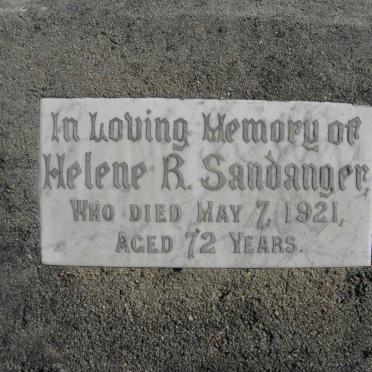 In Loving Memory of
Helene R. Sandanger,
Who died May 7, 1921,
Aged 72 Years.